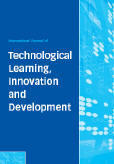 International Journal of
Technological
Learning,
Innovation
and
Development